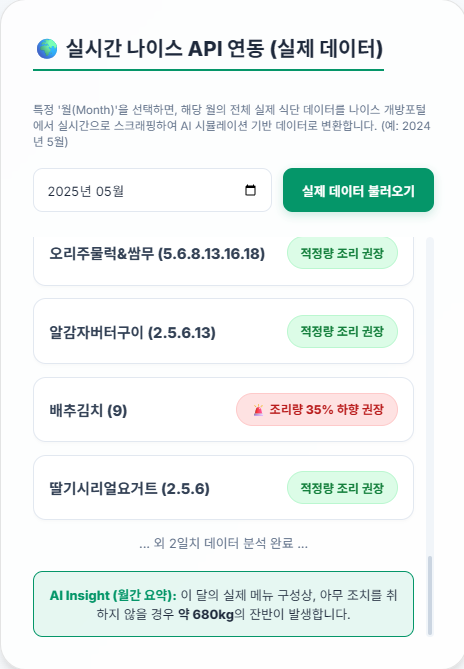 🌍 실시간 나이스 API 연동 (실제 데이터)
특정 '월(Month)'을 선택하면, 해당 월의 전체 실제 식단 데이터를 나이스 개방포털
에서 실시간으로 스크래핑하여 AI 시뮬레이션 기반 데이터로 변환합니다. (예: 2024
년 5월)
2025년 05월
실제 데이터 불러오기
오리주물럭&쌈무 (5.6.8.13.16.18)
적정량 조리 권장
알감자버터구이 (2.5.6.13)
적정량 조리 권장
배추김치 (9)
🚨 조리량 35% 하향 권장
딸기시리얼요거트 (2.5.6)
적정량 조리 권장
... 외 2일치 데이터 분석 완료 ...
AI Insight (월간 요약): 이 달의 실제 메뉴 구성상, 아무 조치를 취
하지 않을 경우 약 680kg의 잔반이 발생합니다.